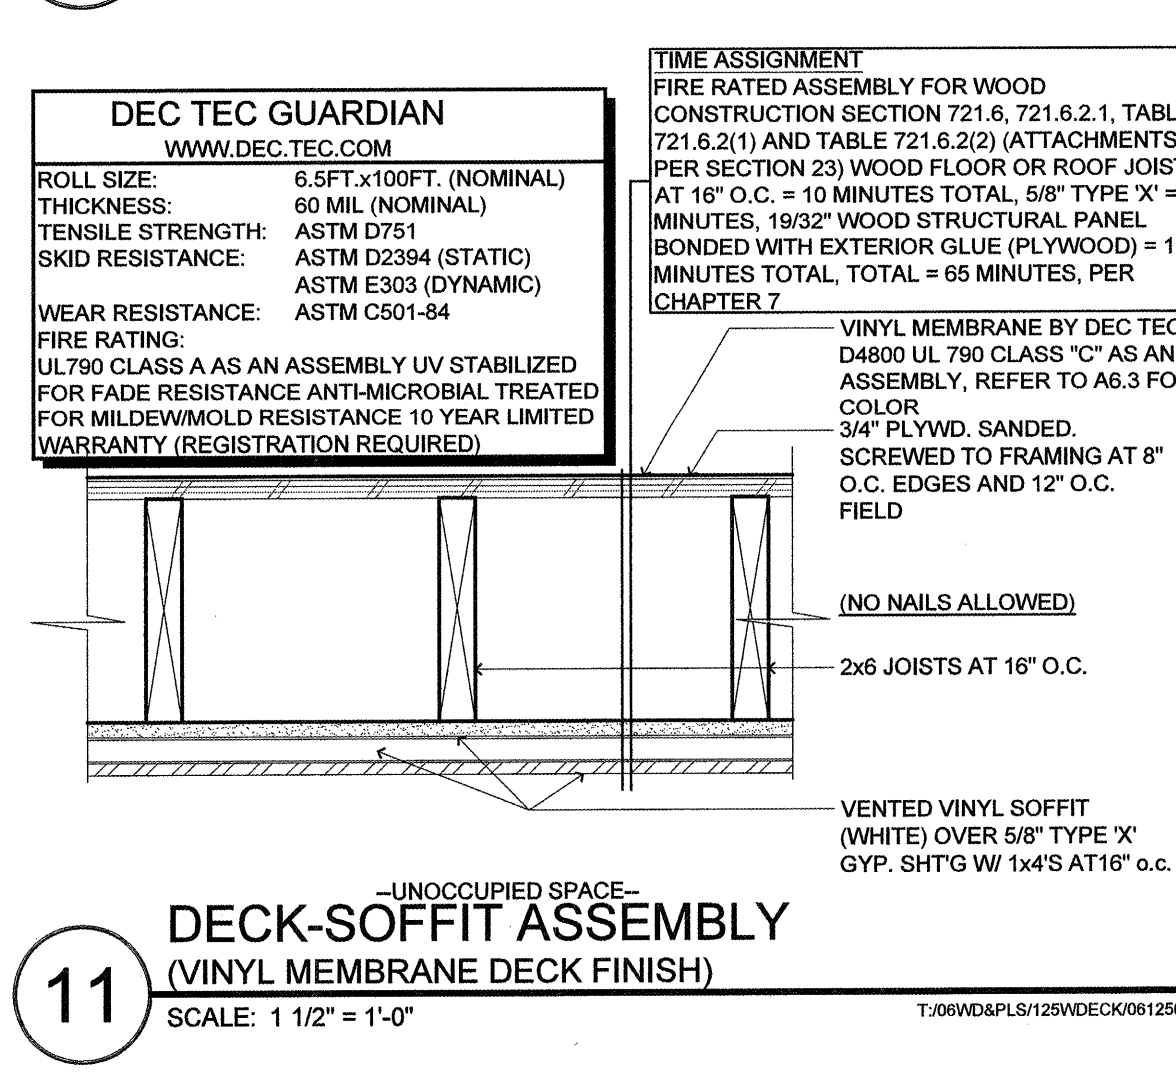 DEC TEC GUARDIAN
WWW.DEC.TEC.COM
ROLL SIZE: 6.5FT.x100FT. (NOMINAL)
THICKNESS: 60 MIL (NOMINAL)
TENSILE STRENGTH: ASTM D751
SKID RESISTANCE: ASTM D2394 (STATIC)
ASTM E303 (DYNAMIC)
WEAR RESISTANCE: ASTM C501-84
FIRE RATING:
UL790 CLASS A AS AN ASSEMBLY UV STABILIZED
FOR FADE RESISTANCE ANTI-MICROBIAL TREATED
FOR MILDEW/MOLD RESISTANCE 10 YEAR LIMITED
WARRANTY (REGISTRATION REQUIRED)
TIME ASSIGNMENT
FIRE RATED ASSEMBLY FOR WOOD
CONSTRUCTION SECTION 721.6, 721.6.2.1, TABL
721.6.2(1) AND TABLE 721.6.2(2) (ATTACHMENTS
PER SECTION 23) WOOD FLOOR OR ROOF JOIS
AT 16" O.C. = 10 MINUTES TOTAL, 5/8" TYPE 'X' =
MINUTES, 19/32" WOOD STRUCTURAL PANEL
BONDED WITH EXTERIOR GLUE (PLYWOOD) = 1
MINUTES TOTAL, TOTAL = 65 MINUTES, PER
CHAPTER 7
VINYL MEMBRANE BY DEC TEC
D4800 UL 790 CLASS "C" AS AN
ASSEMBLY, REFER TO A6.3 FO
COLOR
3/4" PLYWD. SANDED.
SCREWED TO FRAMING AT 8"
O.C. EDGES AND 12" O.C.
FIELD
(NO NAILS ALLOWED)
2x6 JOISTS AT 16" O.C.
VENTED VINYL SOFFIT
(WHITE) OVER 5/8" TYPE 'X'
GYP. SHT'G W/ 1x4'S AT16" o.c.
--UNOCCUPIED SPACE--
DECK-SOFFIT ASSEMBLY
(VINYL MEMBRANE DECK FINISH)
11
SCALE: 1 1/2" = 1'-0"
T:/06WD&PLS/125WDECK/061250